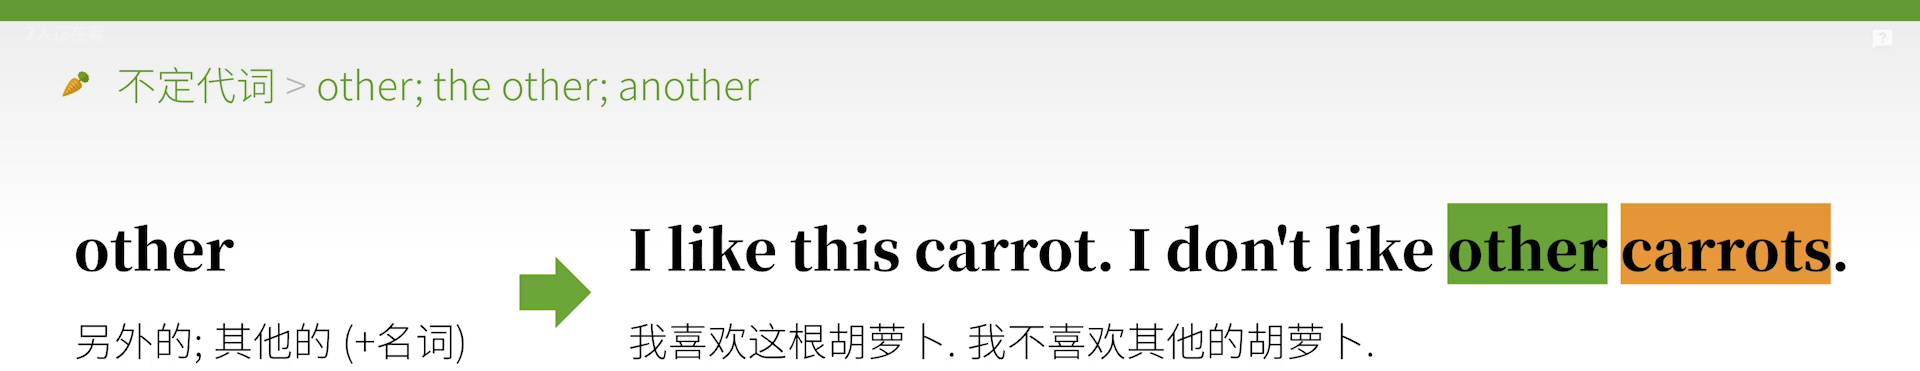 不定代词 > other; the other; another
other
I like this carrot. I don't like other carrots.
另外的; 其他的 (+名词)
我喜欢这根胡萝卜. 我不喜欢其他的胡萝卜.